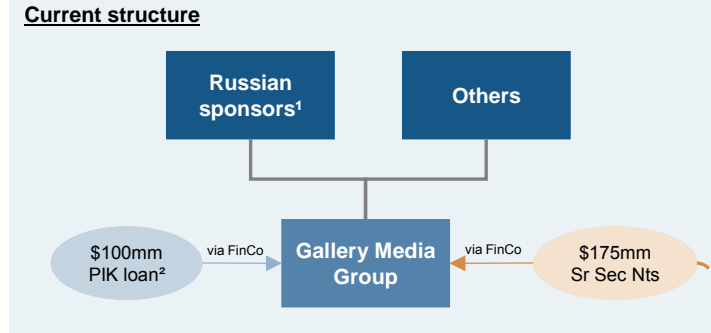 Current structure
Russian
sponsors¹
Others
$100mm
PIK loan²
via FinCo
Gallery Media
Group
via FinCo
$175mm
Sr Sec Nts